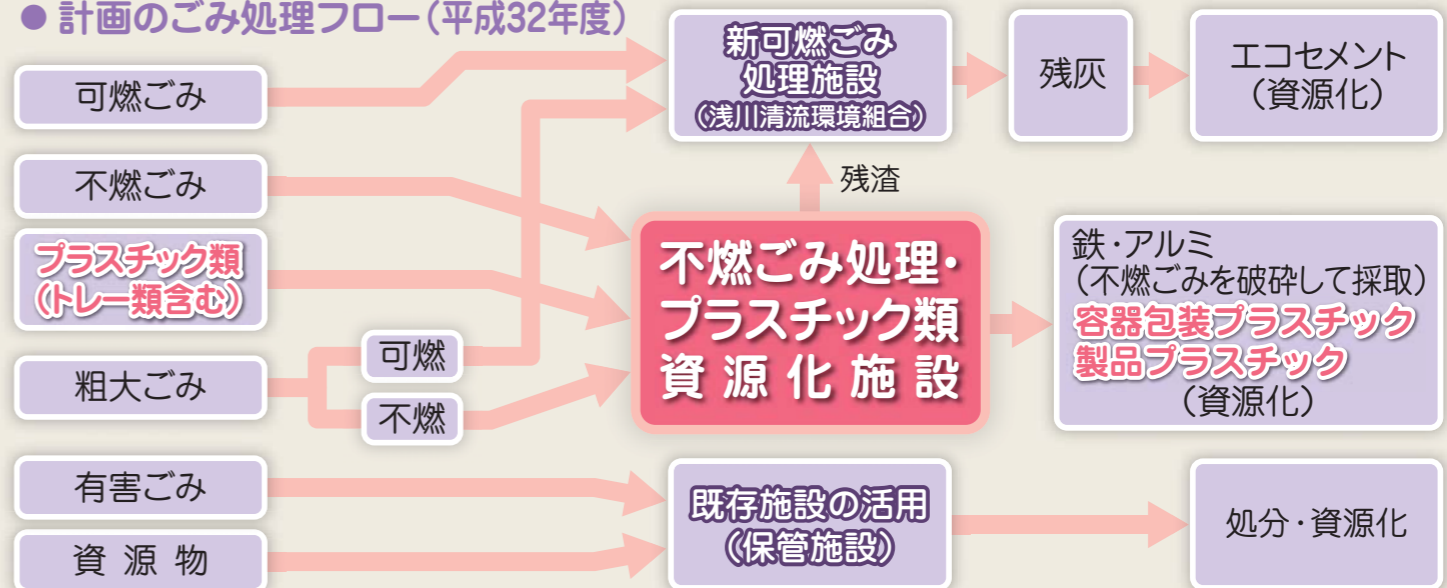 ● 計画のごみ処理フロー(平成32年度)
可燃ごみ
不燃ごみ
プラスチック類
(トレー類含む)
粗大ごみ
可燃
不燃
有害ごみ
資源物
新可燃ごみ
処理施設
(浅川清流環境組合)
残灰
エコセメント
(資源化)
残渣
不燃ごみ処理・
プラスチック類
資源化施設
鉄・アルミ
(不燃ごみを破砕して採取)
容器包装プラスチック
製品プラスチック
(資源化)
既存施設の活用
(保管施設)
処分・資源化